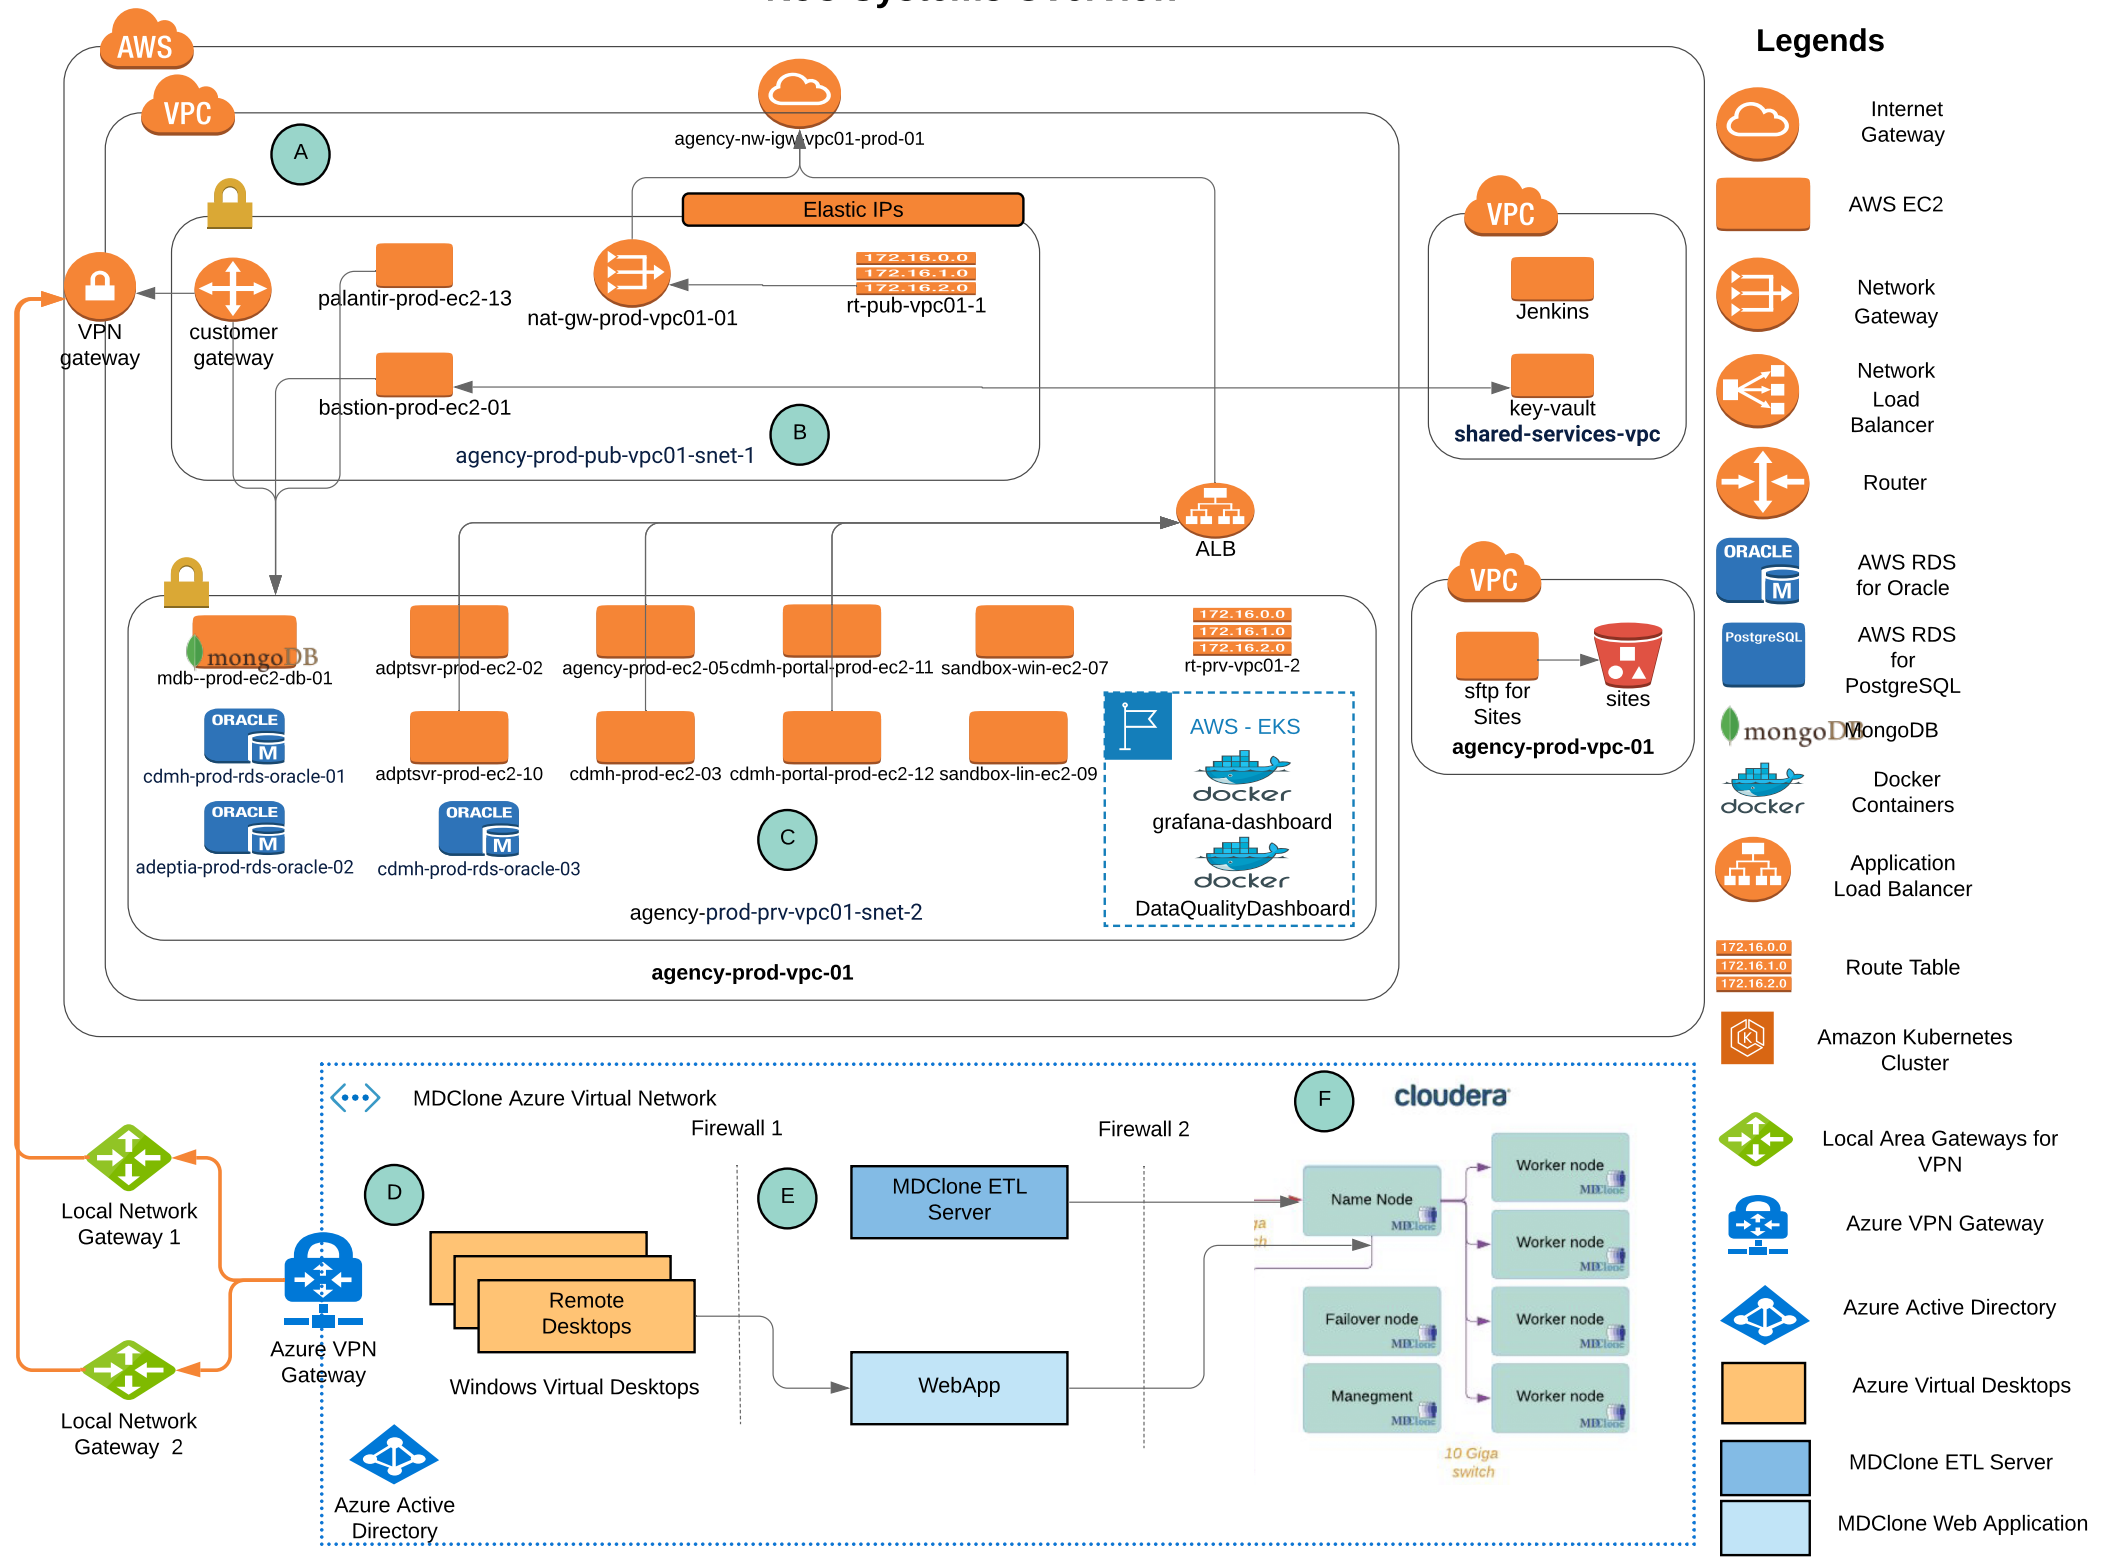 Legends
AWS
VPC
A
agency-nw-igw-vpc01-prod-01
Elastic IPs
VPN
gateway
customer
gateway
palantir-prod-ec2-13
nat-gw-prod-vpc01-01
172.16.0.0
172.16.1.0
172.16.2.0
rt-pub-vpc01-1
bastion-prod-ec2-01
B
agency-prod-pub-vpc01-snet-1
VPC
Jenkins
key-vault
shared-services-vpc
ALB
VPC
sftp for
Sites
sites
agency-prod-vpc-01
mongoDB
mdb--prod-ec2-db-01
adptsvr-prod-ec2-02
agency-prod-ec2-05
cdmh-portal-prod-ec2-11
sandbox-win-ec2-07
172.16.0.0
172.16.1.0
172.16.2.0
rt-prv-vpc01-2
ORACLE
M
cdmh-prod-rds-oracle-01
adptsvr-prod-ec2-10
cdmh-prod-ec2-03
cdmh-portal-prod-ec2-12
sandbox-lin-ec2-09
AWS - EKS
docker
grafana-dashboard
docker
DataQualityDashboard
ORACLE
M
adeptia-prod-rds-oracle-02
ORACLE
M
cdmh-prod-rds-oracle-03
C
agency-prod-prv-vpc01-snet-2
agency-prod-vpc-01
Internet
Gateway
AWS EC2
Network
Gateway
Network
Load
Balancer
Router
ORACLE
M
AWS RDS
for Oracle
PostgreSQL
AWS RDS
for
PostgreSQL
mongoDB
MongoDB
docker
Docker
Containers
Application
Load Balancer
172.16.0.0
172.16.1.0
172.16.2.0
Route Table
K
Amazon Kubernetes
Cluster
Local Area Gateways for
VPN
Azure VPN Gateway
Azure Active Directory
Azure Virtual Desktops
MDClone ETL Server
MDClone Web Application
MDClone Azure Virtual Network
Firewall 1
Firewall 2
F
cloudera
Local Network
Gateway 1
Local Network
Gateway 2
Azure VPN
Gateway
D
Remote
Desktops
Windows Virtual Desktops
Azure Active
Directory
E
MDClone ETL
Server
WebApp
Name Node
MDClone
Failover node
MDClone
Manegment
MDClone
Worker node
MDClone
Worker node
MDClone
Worker node
MDClone
Worker node
MDClone
10 Giga
switch